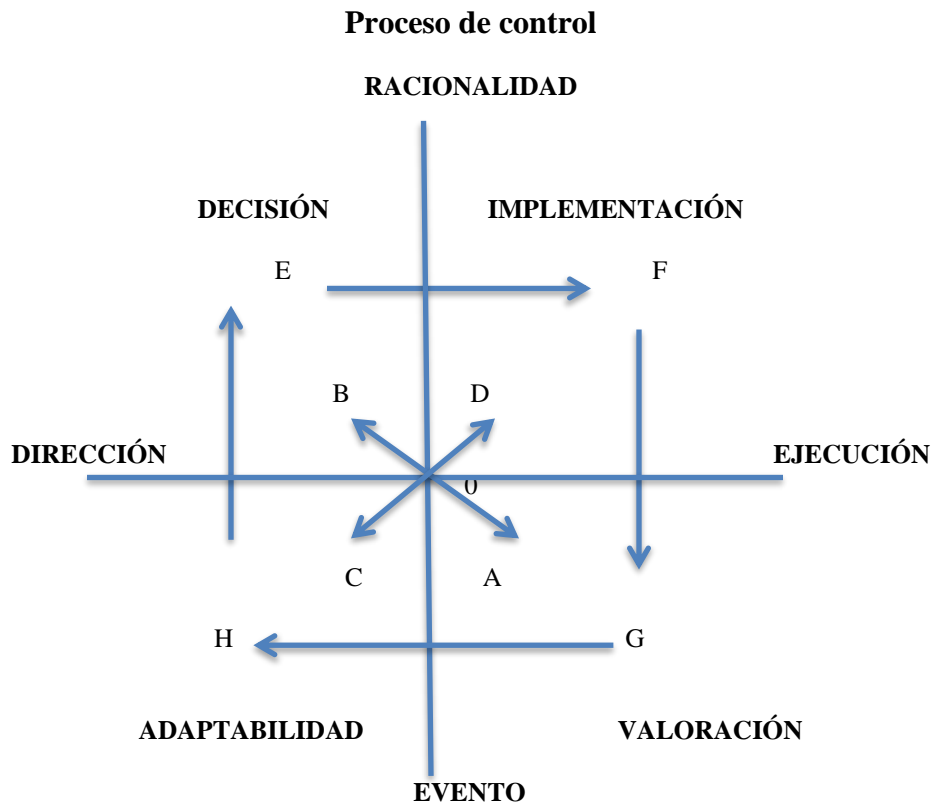 Proceso de control
RACIONALIDAD
DECISIÓN IMPLEMENTACIÓN
E F
B D
DIRECCIÓN EJECUCIÓN
0
C A
H G
ADAPTABILIDAD VALORACIÓN
EVENTO